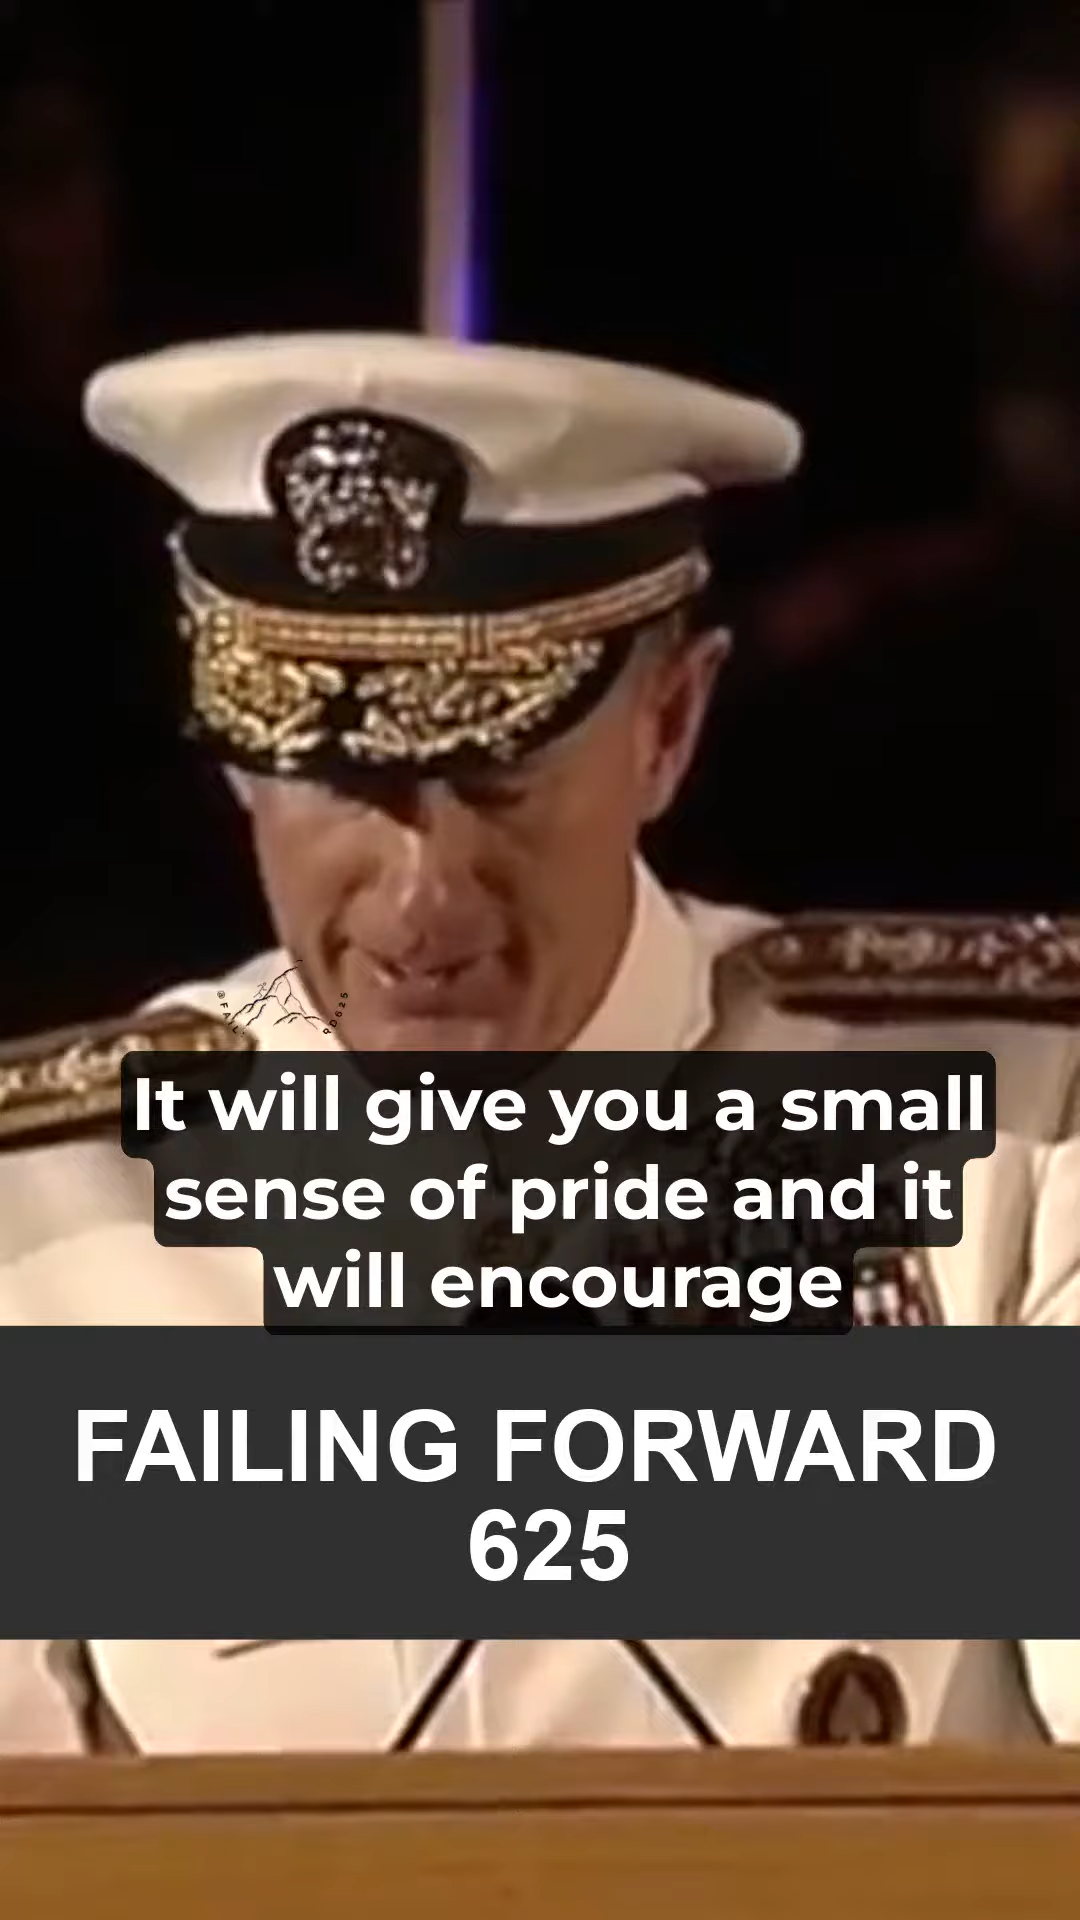 It will give you a small
sense of pride and it
will encourage
FAILING FORWARD
625